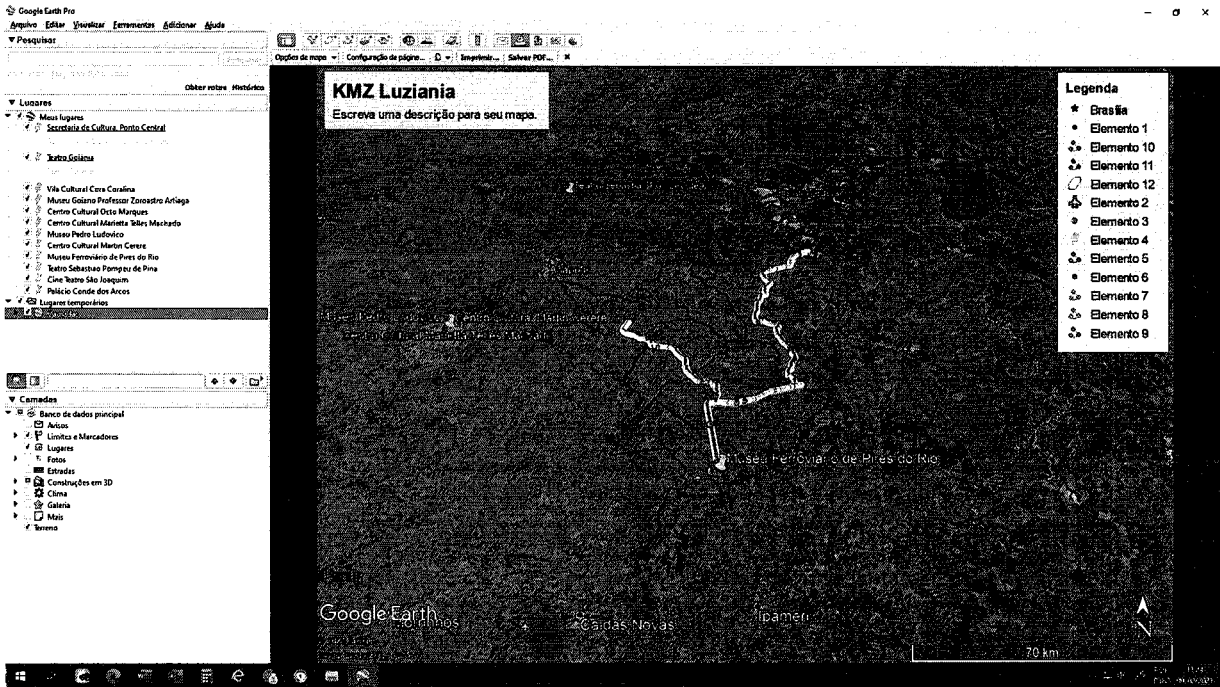 Google Earth Pro
Arquivo Editar Visualizar Ferramentas Adicionar Ajuda
Pesquisar
Obter rotas Histórico
Lugares
Meus lugares
Secretaria de Cultura, Ponto Central
Teatro Goiânia
Vila Cultural Cora Coralina
Museu Goiano Professor Zoroastro Artiaga
Centro Cultural Octo Marques
Centro Cultural Marietta Telles Machado
Museu Pedro Ludovico
Centro Cultural Martin Cerere
Museu Ferroviário de Pires do Rio
Teatro Sebastiao Pompeu de Pina
Cine Teatro São Joaquim
Palácio Conde dos Arcos
Lugares temporários
Camadas
Banco de dados principal
Avisos
Limites e Marcadores
Lugares
Fotos
Estradas
Construções em 3D
Clima
Galeria
Mais
Terreno
Opções de mapa Configuração de página... Imprimir... Salvar PDF...
KMZ Luziania
Escreva uma descrição para seu mapa.
Museu Ferroviário de Pires do Rio
Google Earth
Caldas Novas
Ipameri
70 km
Legenda
Brasília
Elemento 1
Elemento 10
Elemento 11
Elemento 12
Elemento 2
Elemento 3
Elemento 4
Elemento 5
Elemento 6
Elemento 7
Elemento 8
Elemento 9